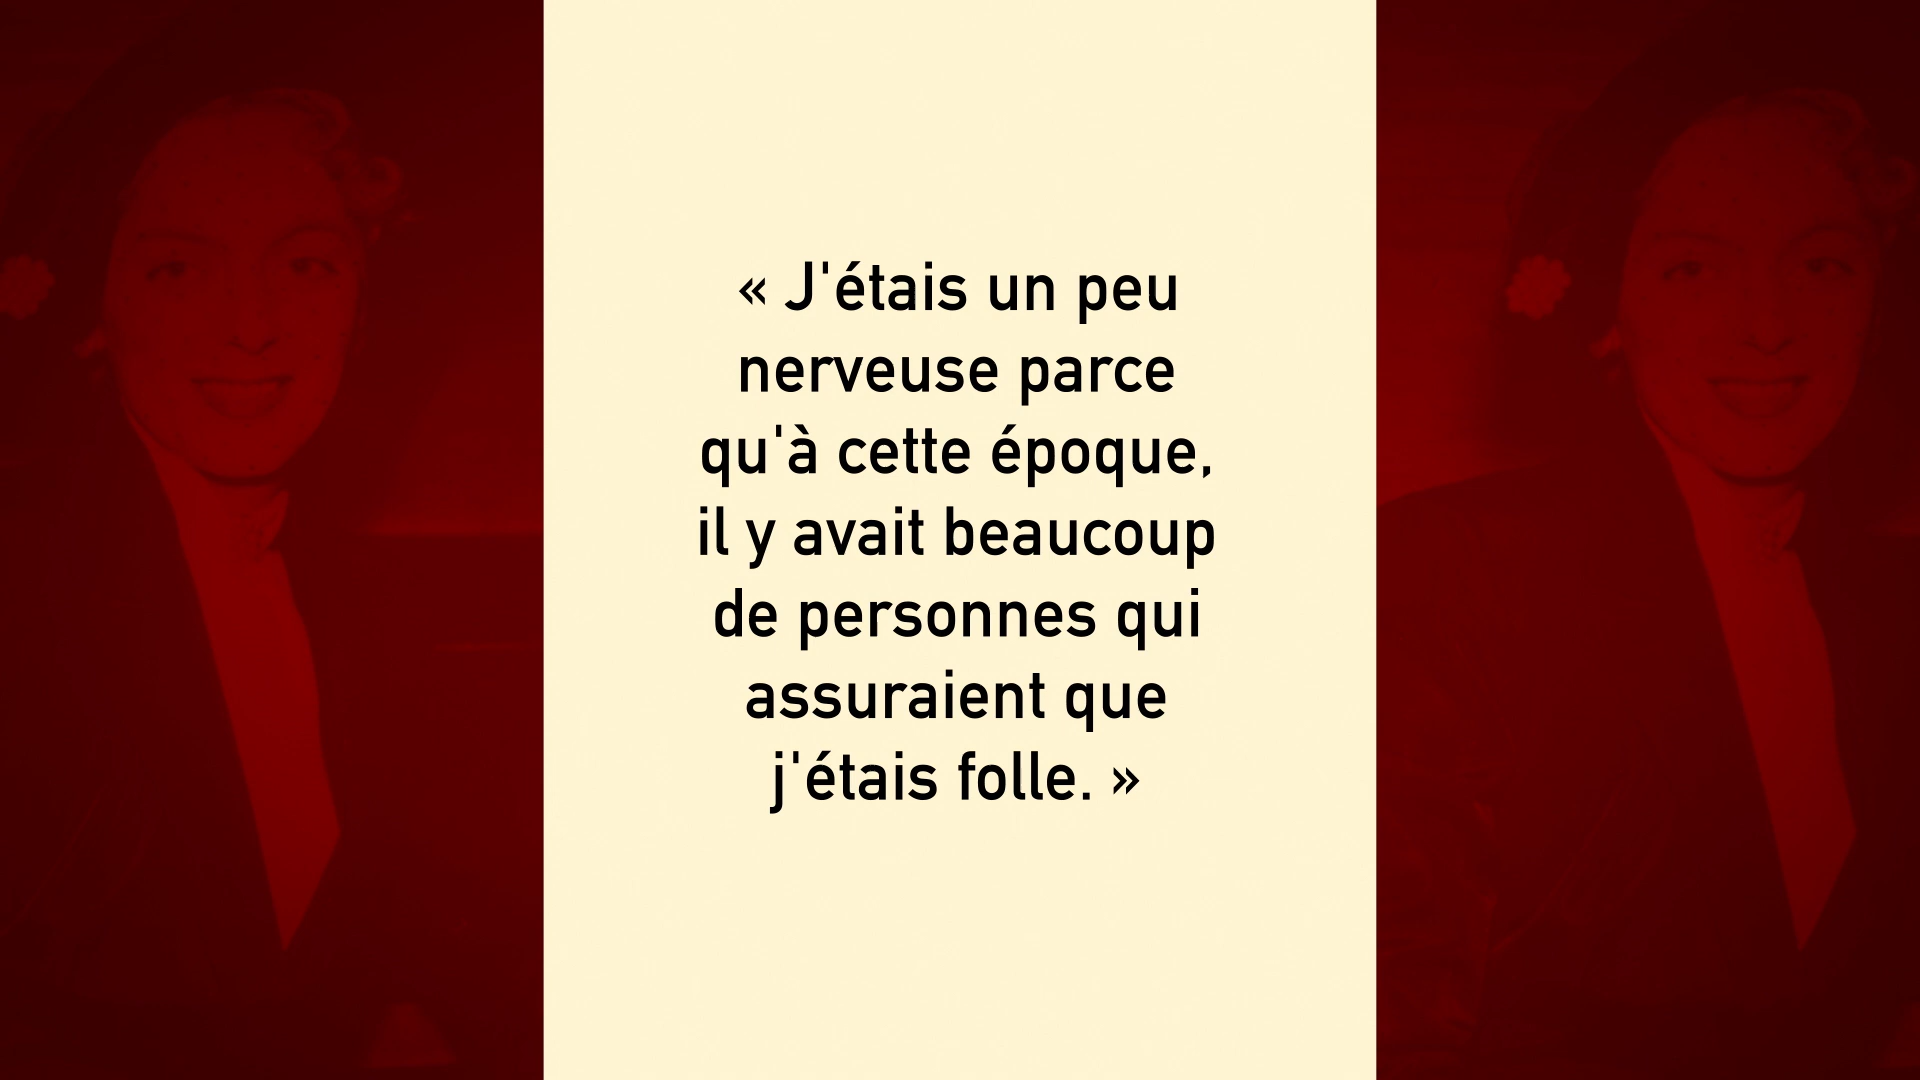 « J'étais un peu
nerveuse parce
qu'à cette époque,
il y avait beaucoup
de personnes qui
assuraient que
j'étais folle. »